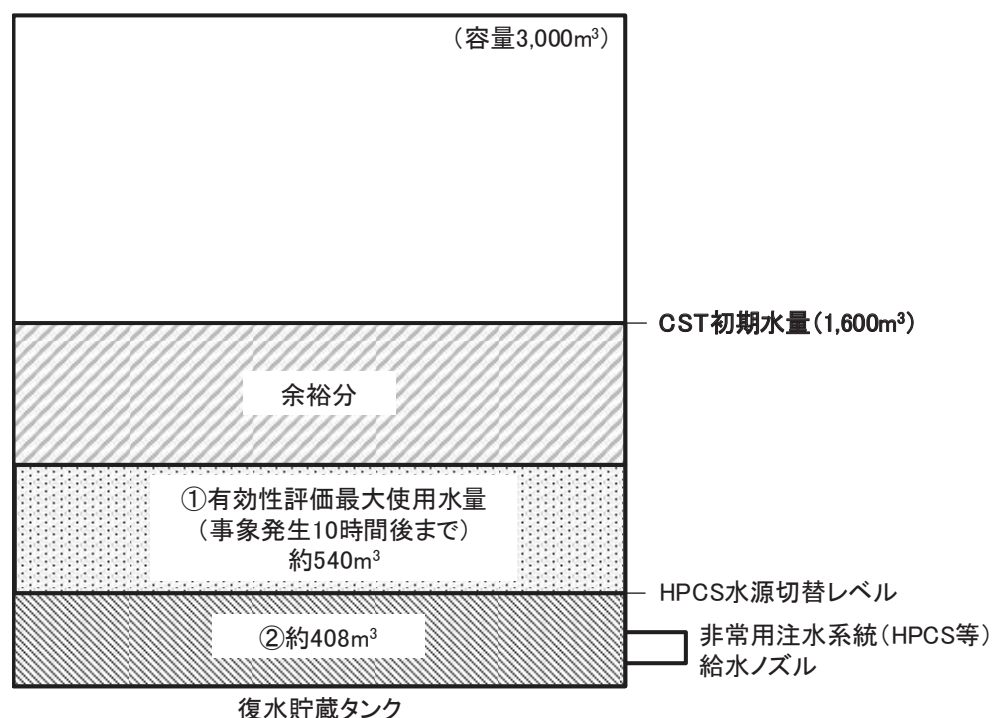 （容量3,000m³）
CST初期水量（1,600m³）
余裕分
①有効性評価最大使用水量
（事象発生10時間後まで）
約540m³
HPCS水源切替レベル
②約408m³
非常用注水系統（HPCS等）
給水ノズル
復水貯蔵タンク